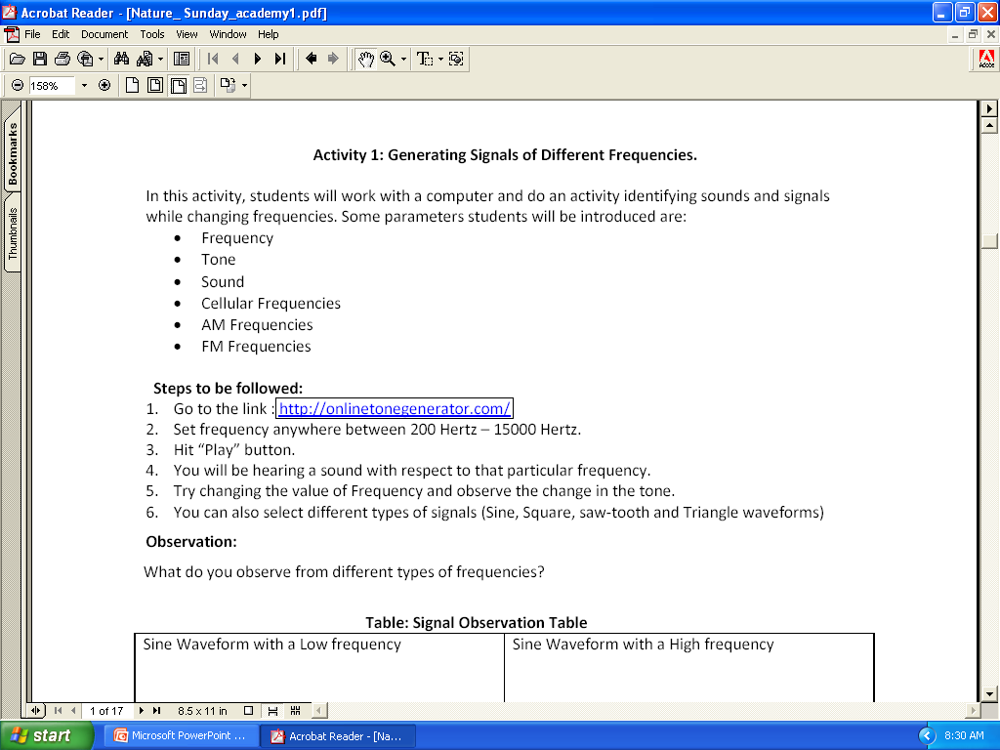 Acrobat Reader - [Nature_ Sunday_academy1.pdf]
File Edit Document Tools View Window Help
Adobe
158%
Bookmarks
Thumbnails
Activity 1: Generating Signals of Different Frequencies.
In this activity, students will work with a computer and do an activity identifying sounds and signals
while changing frequencies. Some parameters students will be introduced are:
• Frequency
• Tone
• Sound
• Cellular Frequencies
• AM Frequencies
• FM Frequencies
Steps to be followed:
1. Go to the link : http://onlinetonegenerator.com/
2. Set frequency anywhere between 200 Hertz – 15000 Hertz.
3. Hit “Play” button.
4. You will be hearing a sound with respect to that particular frequency.
5. Try changing the value of Frequency and observe the change in the tone.
6. You can also select different types of signals (Sine, Square, saw-tooth and Triangle waveforms)
Observation:
What do you observe from different types of frequencies?
Table: Signal Observation Table
Sine Waveform with a Low frequency Sine Waveform with a High frequency
1 of 17 8.5 x 11 in
start Microsoft PowerPoint ... Acrobat Reader - [Na... 8:30 AM